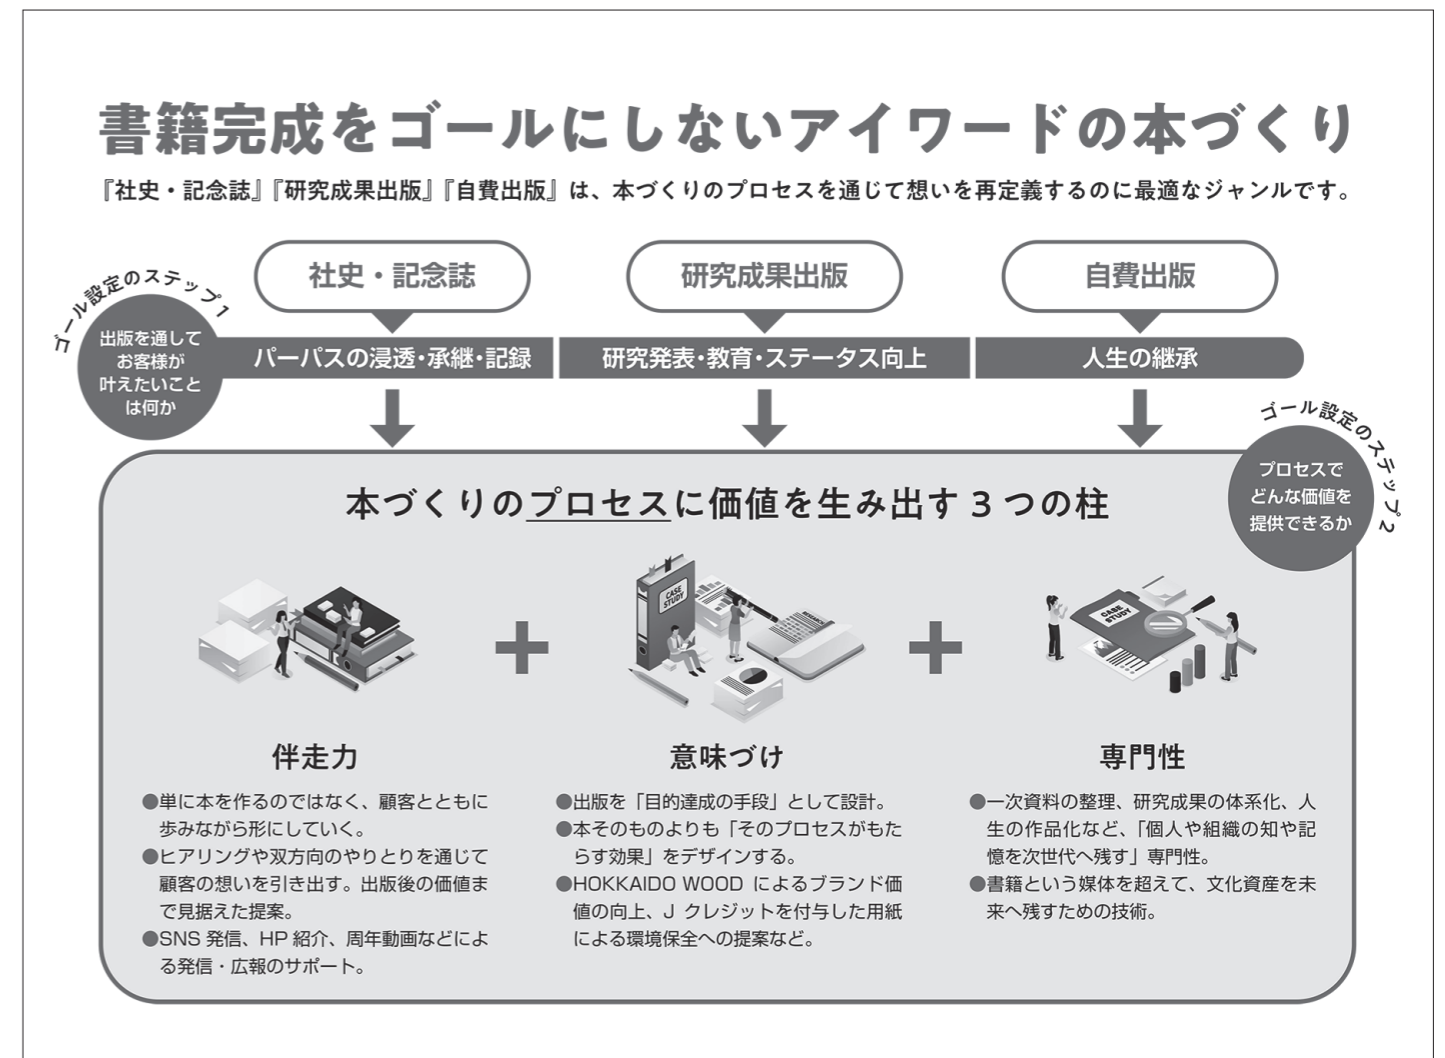 書籍完成をゴールにしないアイワードの本づくり
『社史・記念誌』『研究成果出版』『自費出版』は、本づくりのプロセスを通じて想いを再定義するのに最適なジャンルです。
ゴール設定のステップ1
出版を通して
お客様が
叶えたいこと
は何か
社史・記念誌
研究成果出版
自費出版
パーパスの浸透・承継・記録
研究発表・教育・ステータス向上
人生の継承
ゴール設定のステップ2
プロセスで
どんな価値を
提供できるか
本づくりのプロセスに価値を生み出す3つの柱
CASE
STUDY
RESEARCH
CASE
STUDY
伴走力
●単に本を作るのではなく、顧客とともに
歩みながら形にしていく。
●ヒアリングや双方向のやりとりを通じて
顧客の想いを引き出す。出版後の価値ま
で見据えた提案。
●SNS 発信、HP 紹介、周年動画などによ
る発信・広報のサポート。
意味づけ
●出版を「目的達成の手段」として設計。
●本そのものよりも「そのプロセスがもた
らす効果」をデザインする。
●HOKKAIDO WOOD によるブランド価
値の向上、J クレジットを付与した用紙
による環境保全への提案など。
専門性
●一次資料の整理、研究成果の体系化、人
生の作品化など、「個人や組織の知や記
憶を次世代へ残す」専門性。
●書籍という媒体を超えて、文化資産を未
来へ残すための技術。